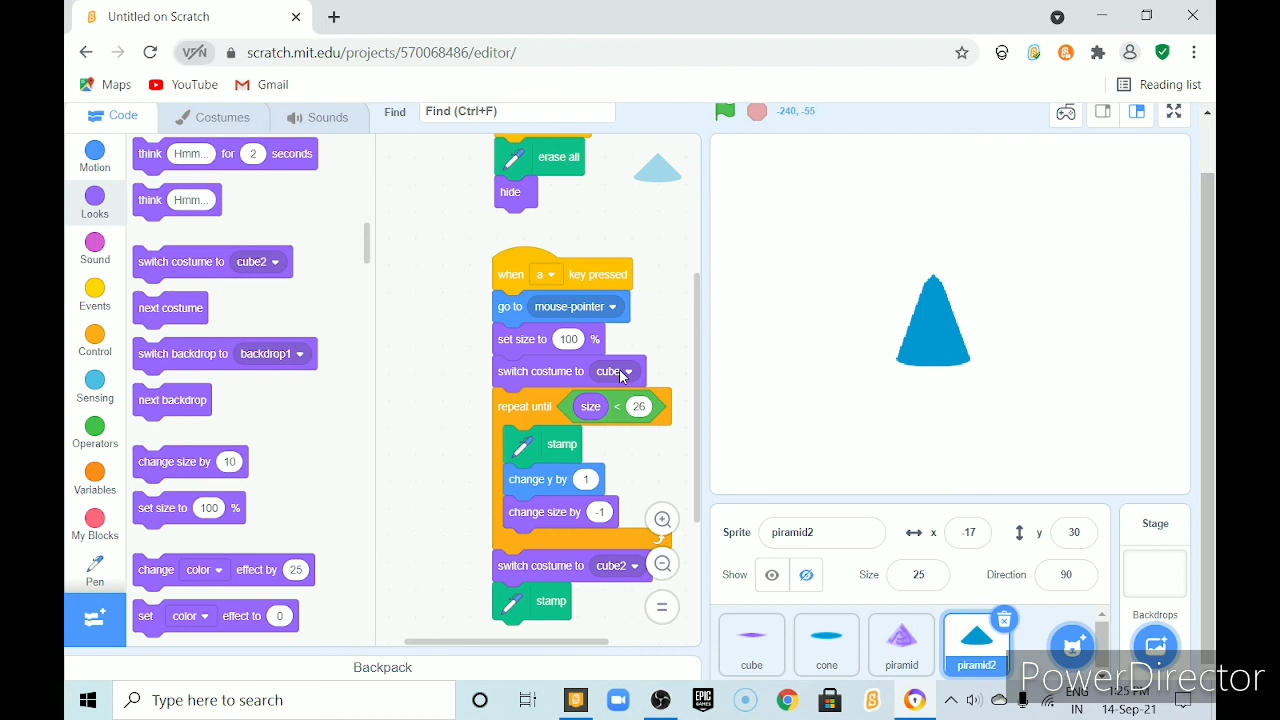 Untitled on Scratch
VPN scratch.mit.edu/projects/570068486/editor/
Maps YouTube Gmail Reading list
Code Costumes Sounds Find Find (Ctrl+F) -240, -55
Motion
Looks
Sound
Events
Control
Sensing
Operators
Variables
My Blocks
Pen
think Hmm... for 2 seconds
think Hmm...
switch costume to cube2
next costume
switch backdrop to backdrop1
next backdrop
change size by 10
set size to 100 %
change color effect by 25
set color effect to 0
erase all
hide
when a key pressed
go to mouse-pointer
set size to 100 %
switch costume to cube
repeat until size < 26
stamp
change y by 1
change size by -1
switch costume to cube2
stamp
Backpack
Sprite piramid2 x -17 y 30
Show Size 25 Direction 90
cube cone piramid piramid2
Stage
Backdrops
Type here to search
EPIC GAMES
ENG 1:25 PM
IN 14-Sep-21
PowerDirector